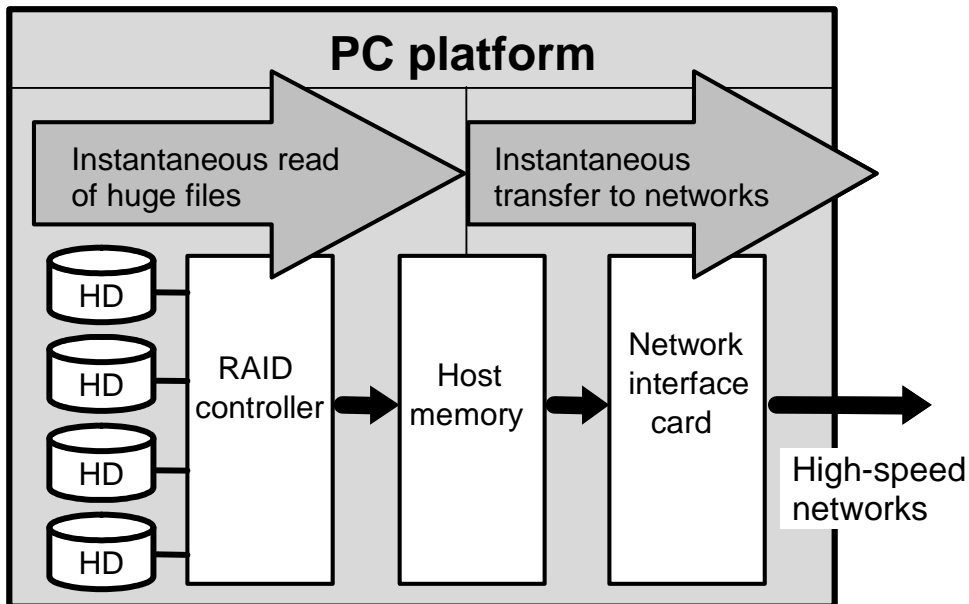 PC platform
Instantaneous read
of huge files
Instantaneous
transfer to networks
HD
HD
HD
HD
RAID
controller
Host
memory
Network
interface
card
High-speed
networks